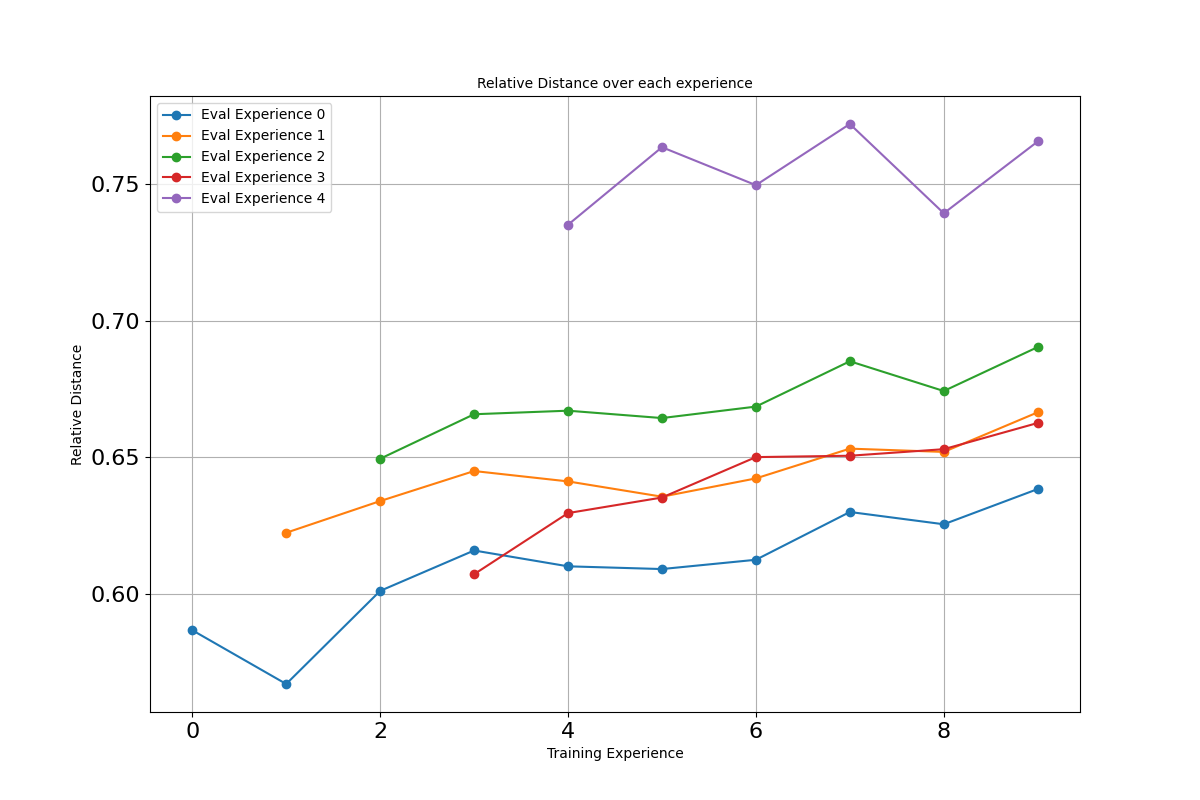 Relative Distance over each experience
Eval Experience 0
Eval Experience 1
Eval Experience 2
Eval Experience 3
Eval Experience 4
0.75
0.70
0.65
0.60
Relative Distance
0 2 4 6 8
Training Experience